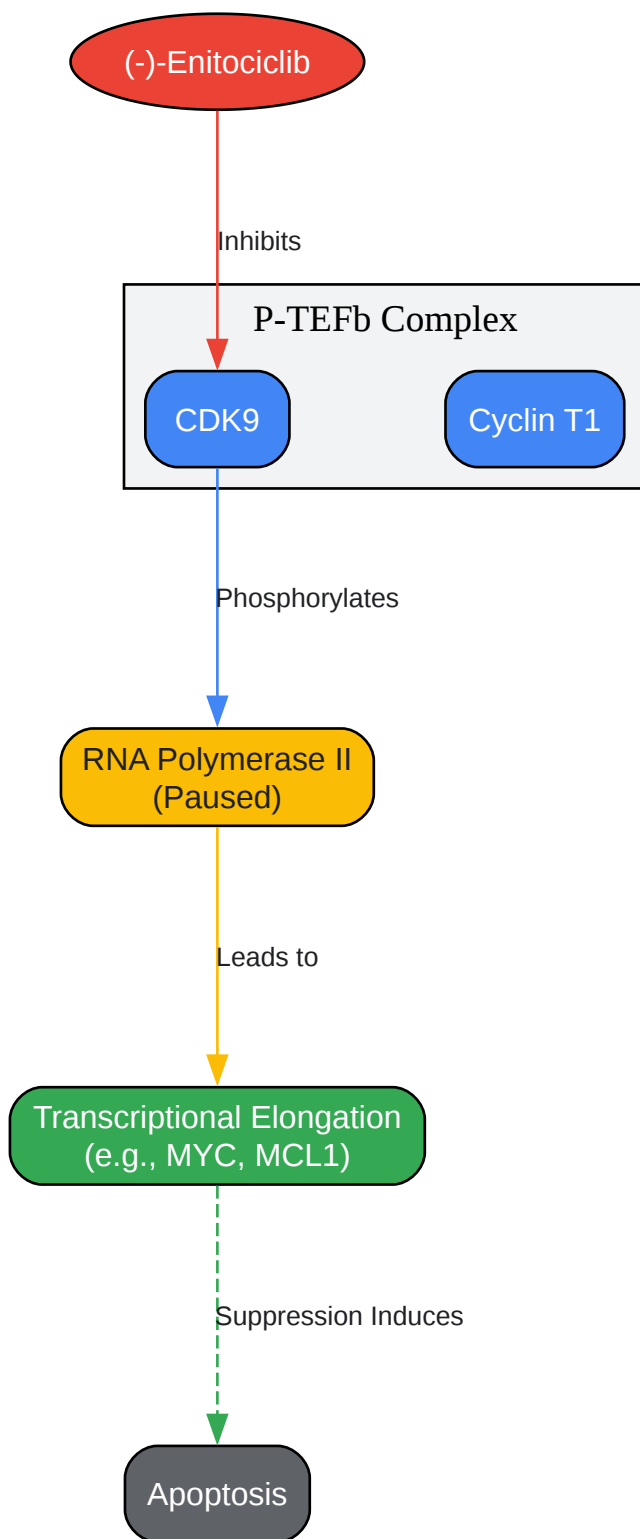 (-)-Enitociclib
Inhibits
P-TEFb Complex
CDK9
Cyclin T1
Phosphorylates
RNA Polymerase II
(Paused)
Leads to
Transcriptional Elongation
(e.g., MYC, MCL1)
Suppression Induces
Apoptosis